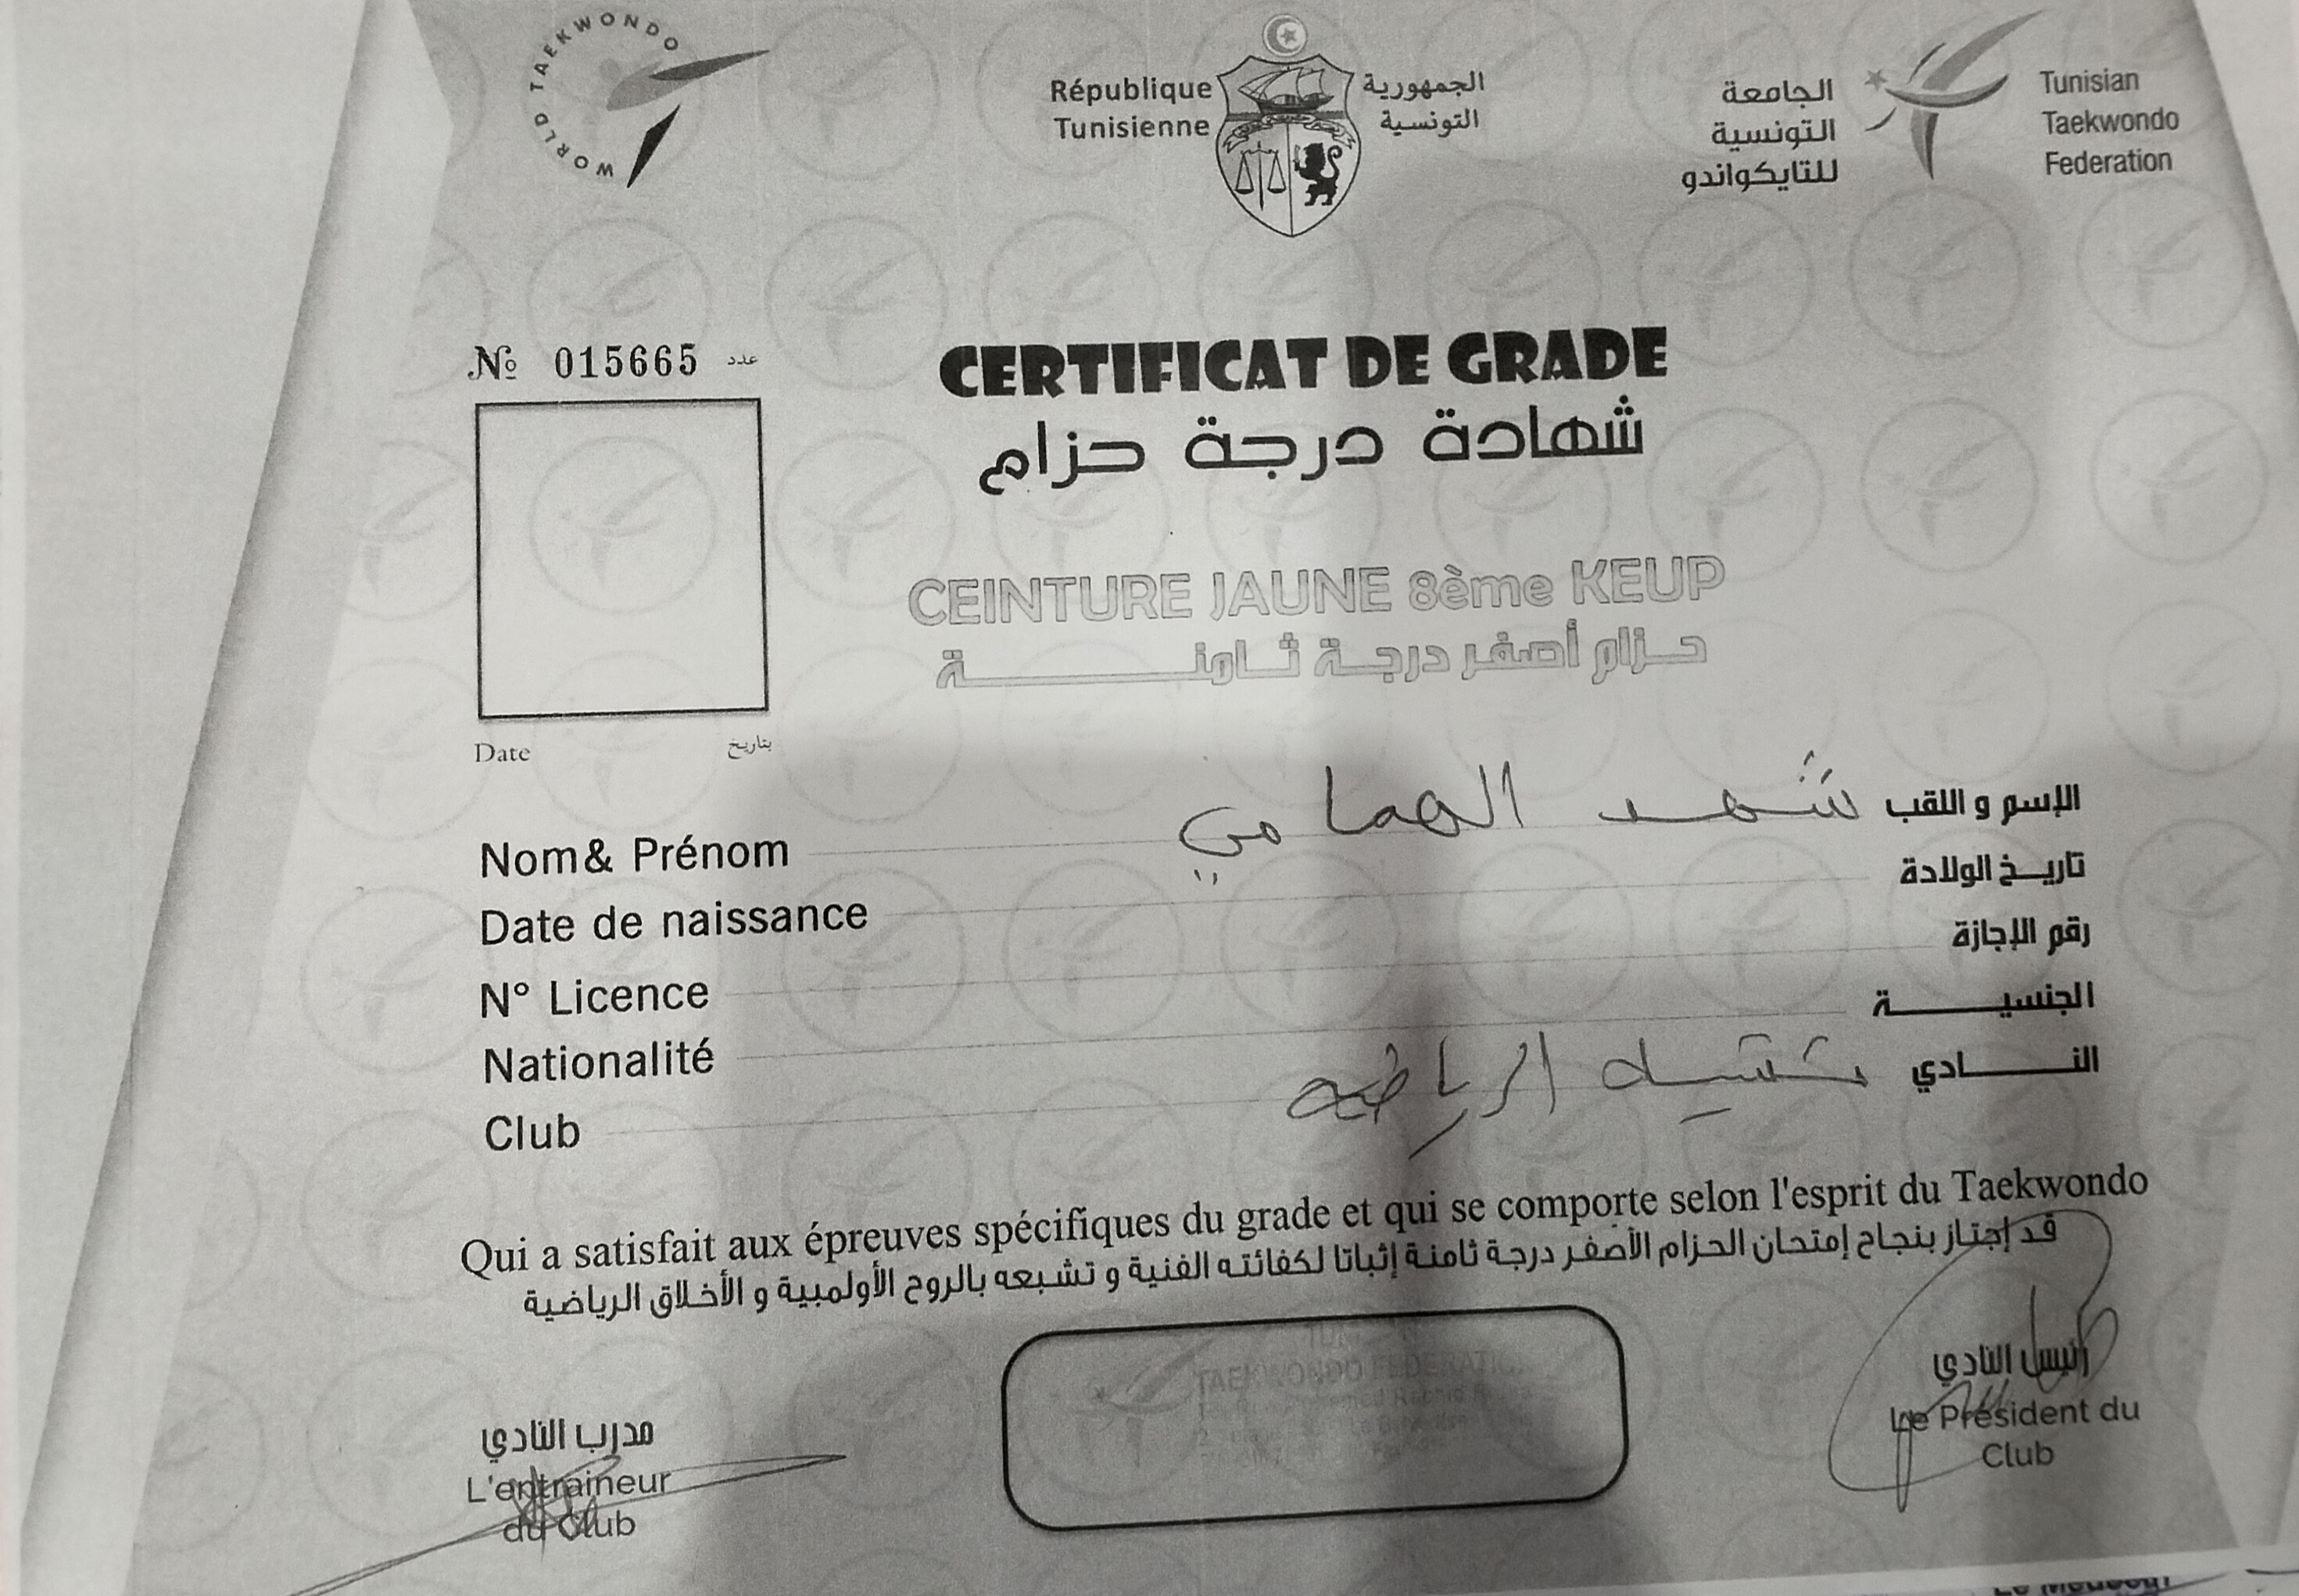 WORLD TAEKWONDO
République Tunisienne
الجمهورية التونسية
الجامعة التونسية للتايكواندو
Tunisian Taekwondo Federation
№ 015665 عدد
CERTIFICAT DE GRADE
شهادة درجة حزام
CEINTURE JAUNE 8ème KEUP
حزام أصفر درجة ثامنة
Date بتاريخ
الإسم و اللقب شهد الهمامي
Nom& Prénom
تاريخ الولادة
Date de naissance
رقم الإجازة
N° Licence
الجنسية
Nationalité
النادي الرياضية
Club
Qui a satisfait aux épreuves spécifiques du grade et qui se comporte selon l'esprit du Taekwondo
قد إجتاز بنجاح إمتحان الحزام الأصفر درجة ثامنة إثباتا لكفائته الفنية و تشبعه بالروح الأولمبية و الأخلاق الرياضية
TAEKWONDO FEDERATION
رئيس النادي
Le Président du
Club
مدرب النادي
L'entraineur
du Club